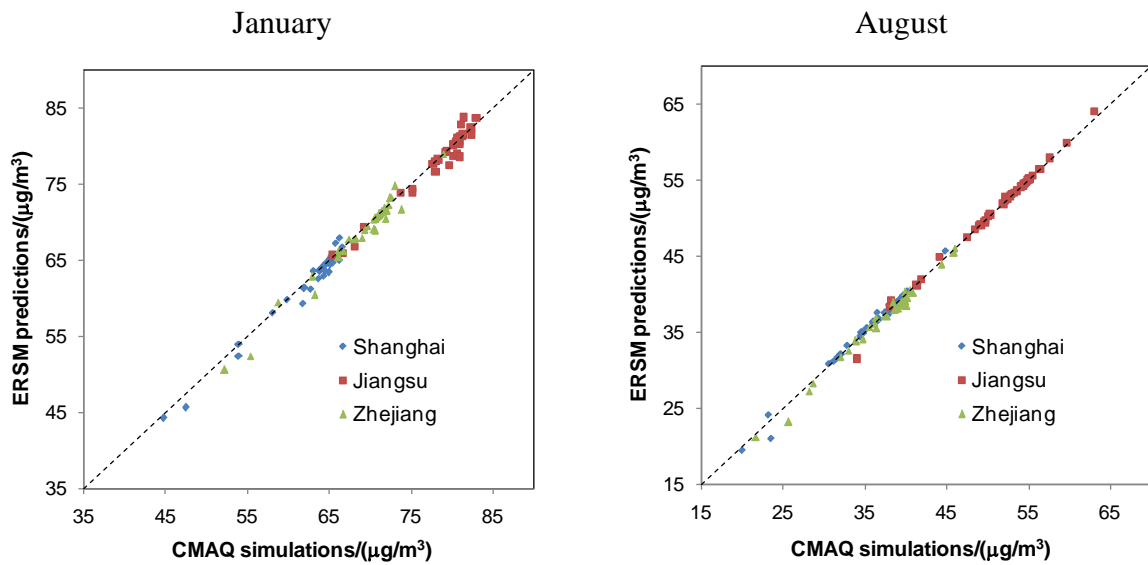 January
ERSM predictions/(μg/m³)
85
75
65
55
45
35
35 45 55 65 75 85
CMAQ simulations/(μg/m³)
Shanghai
Jiangsu
Zhejiang
August
ERSM predictions/(μg/m³)
65
55
45
35
25
15
15 25 35 45 55 65
CMAQ simulations/(μg/m³)
Shanghai
Jiangsu
Zhejiang